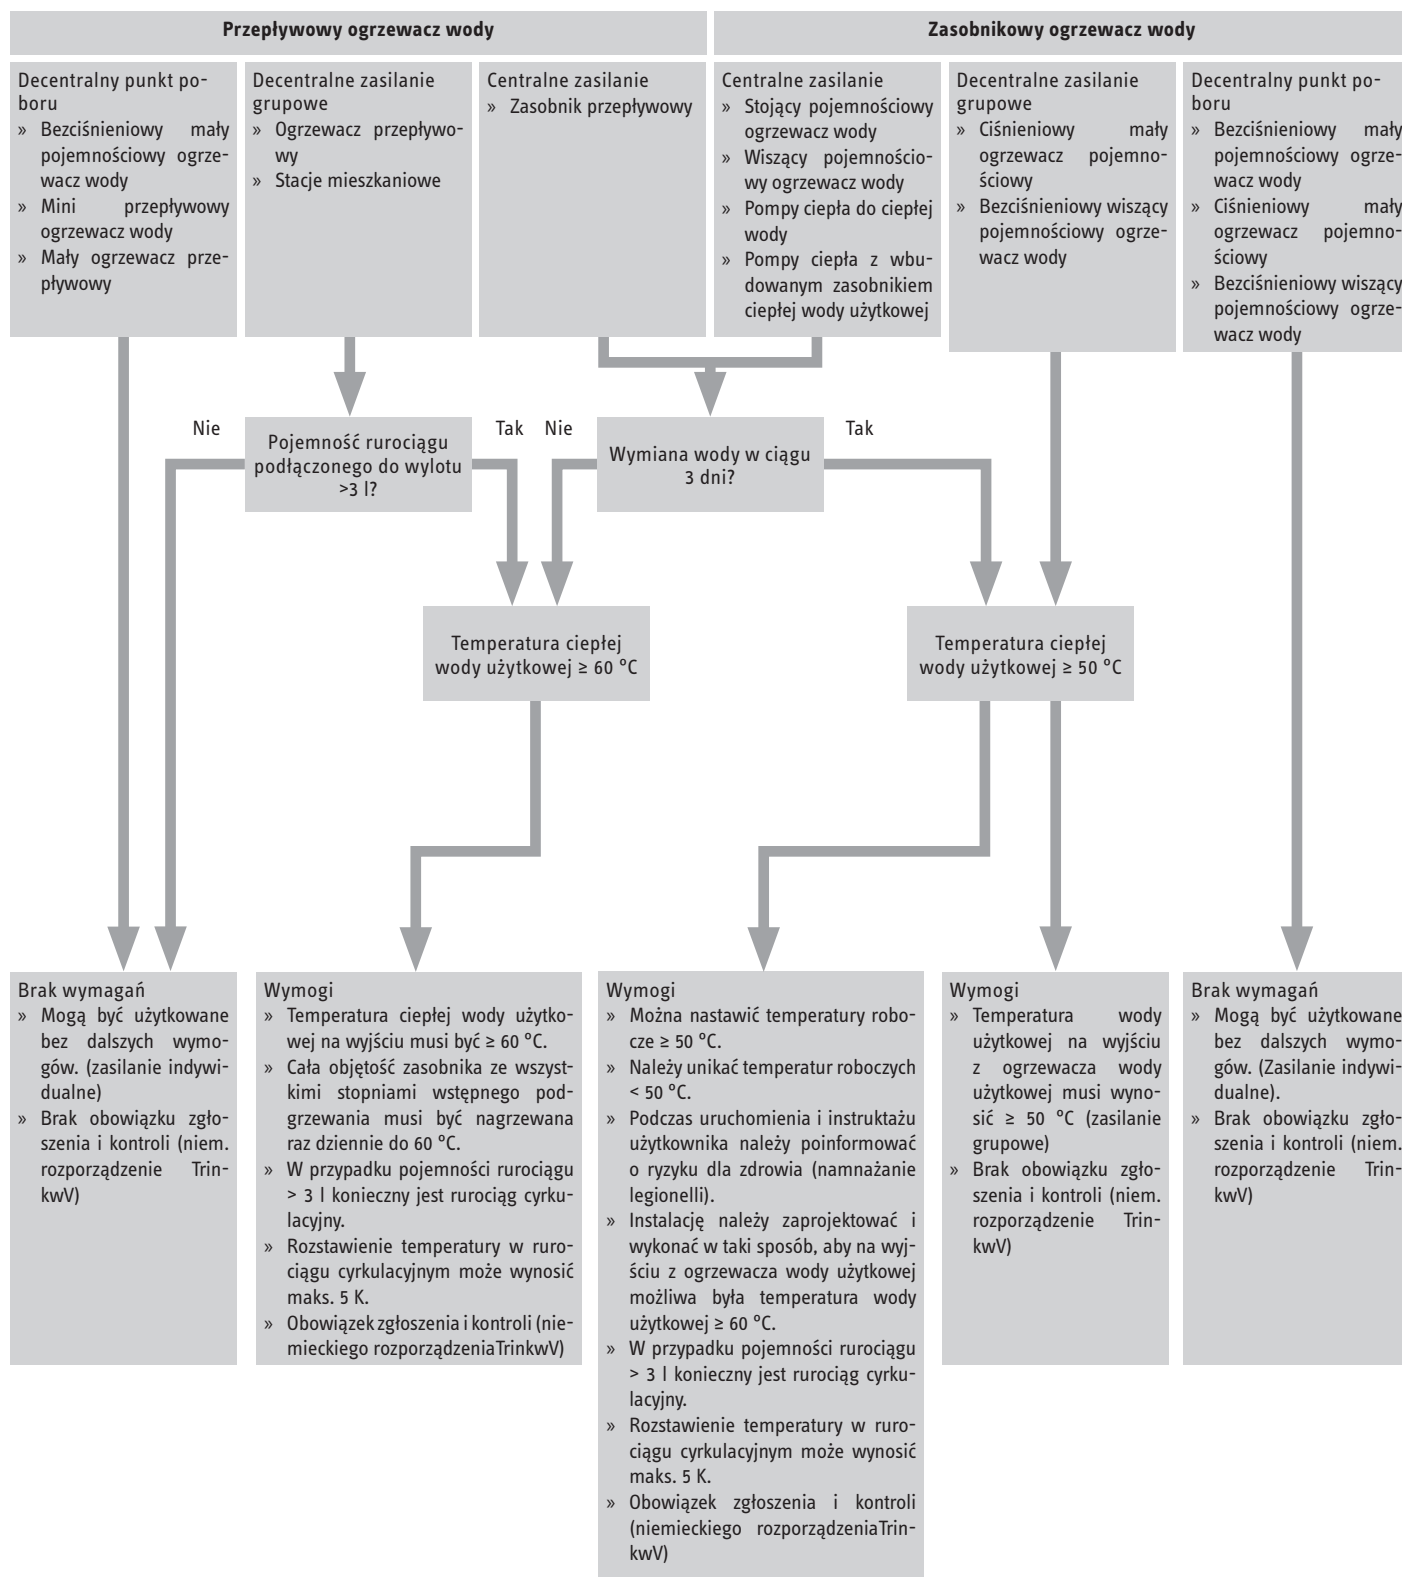 Przepływowy ogrzewacz wody
Zasobnikowy ogrzewacz wody
Decentralny punkt po-
boru
» Bezciśnieniowy mały
pojemnościowy ogrze-
wacz wody
» Mini przepływowy
ogrzewacz wody
» Mały ogrzewacz prze-
pływowy
Decentralne zasilanie
grupowe
» Ogrzewacz przepływo-
wy
» Stacje mieszkaniowe
Centralne zasilanie
» Zasobnik przepływowy
Centralne zasilanie
» Stojący pojemnościowy
ogrzewacz wody
» Wiszący pojemnościo-
wy ogrzewacz wody
» Pompy ciepła do ciepłej
wody
» Pompy ciepła z wbu-
dowanym zasobnikiem
ciepłej wody użytkowej
Decentralne zasilanie
grupowe
» Ciśnieniowy mały
ogrzewacz pojemno-
ściowy
» Bezciśnieniowy wiszący
pojemnościowy ogrze-
wacz wody
Decentralny punkt po-
boru
» Bezciśnieniowy mały
pojemnościowy ogrze-
wacz wody
» Ciśnieniowy mały
ogrzewacz pojemno-
ściowy
» Bezciśnieniowy wiszący
pojemnościowy ogrze-
wacz wody
Nie
Pojemność rurociągu
podłączonego do wylotu
>3 l?
Tak
Nie
Wymiana wody w ciągu
3 dni?
Tak
Temperatura ciepłej
wody użytkowej ≥ 60 °C
Temperatura ciepłej
wody użytkowej ≥ 50 °C
Brak wymagań
» Mogą być użytkowane
bez dalszych wymo-
gów. (zasilanie indywi-
dualne)
» Brak obowiązku zgło-
szenia i kontroli (niem.
rozporządzenie Trin-
kwV)
Wymogi
» Temperatura ciepłej wody użytko-
wej na wyjściu musi być ≥ 60 °C.
» Cała objętość zasobnika ze wszyst-
kimi stopniami wstępnego pod-
grzewania musi być nagrzewana
raz dziennie do 60 °C.
» W przypadku pojemności rurociągu
> 3 l konieczny jest rurociąg cyrku-
lacyjny.
» Rozstawienie temperatury w ruro-
ciągu cyrkulacyjnym może wynosić
maks. 5 K.
» Obowiązek zgłoszenia i kontroli (nie-
mieckiego rozporządzeniaTrinkwV)
Wymogi
» Można nastawić temperatury robo-
cze ≥ 50 °C.
» Należy unikać temperatur roboczych
< 50 °C.
» Podczas uruchomienia i instruktażu
użytkownika należy poinformować
o ryzyku dla zdrowia (namnażanie
legionelli).
» Instalację należy zaprojektować i
wykonać w taki sposób, aby na wyj-
ściu z ogrzewacza wody użytkowej
możliwa była temperatura wody
użytkowej ≥ 60 °C.
» W przypadku pojemności rurociągu
> 3 l konieczny jest rurociąg cyrku-
lacyjny.
» Rozstawienie temperatury w ruro-
ciągu cyrkulacyjnym może wynosić
maks. 5 K.
» Obowiązek zgłoszenia i kontroli
(niemieckiego rozporządzeniaTrin-
kwV)
Wymogi
» Temperatura wody
użytkowej na wyjściu
z ogrzewacza wody
użytkowej musi wyno-
sić ≥ 50 °C (zasilanie
grupowe)
» Brak obowiązku zgło-
szenia i kontroli (niem.
rozporządzenie Trin-
kwV)
Brak wymagań
» Mogą być użytkowane
bez dalszych wymo-
gów. (Zasilanie indywi-
dualne).
» Brak obowiązku zgło-
szenia i kontroli (niem.
rozporządzenie Trin-
kwV)